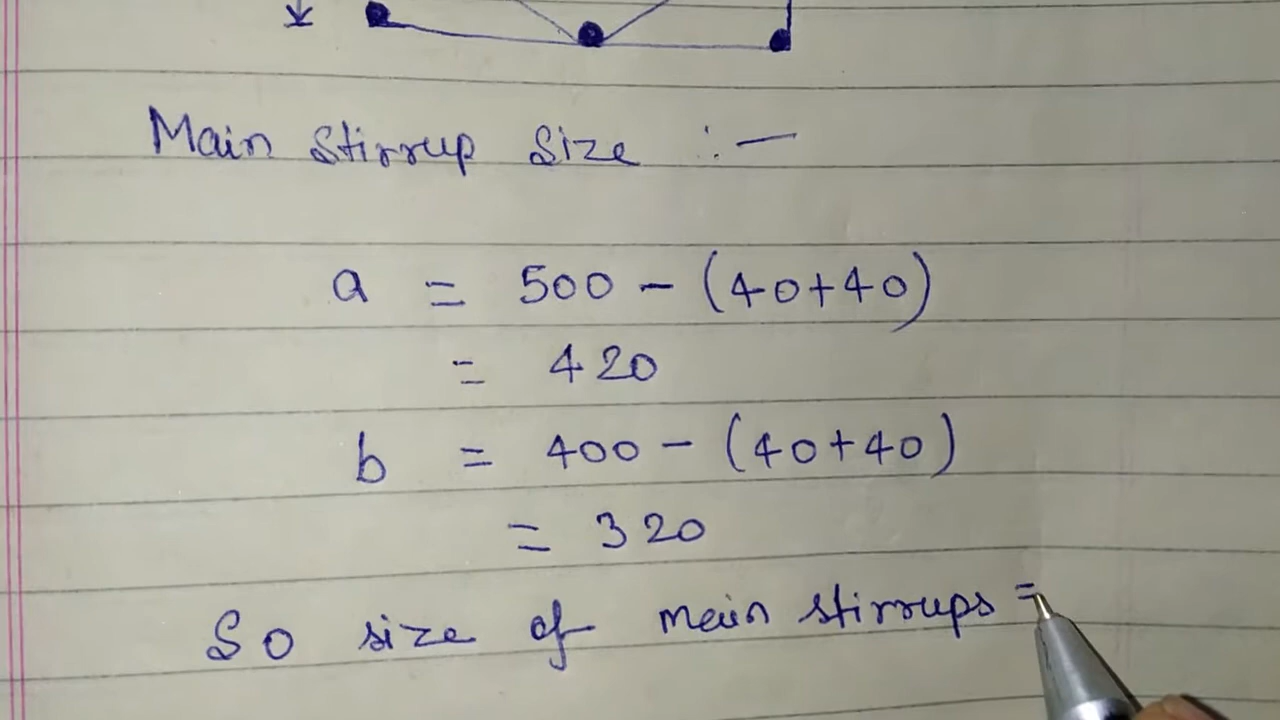 Main Stirrup Size :-
a = 500 - (40+40)
= 420
b = 400 - (40+40)
= 320
So size of main stirrups =